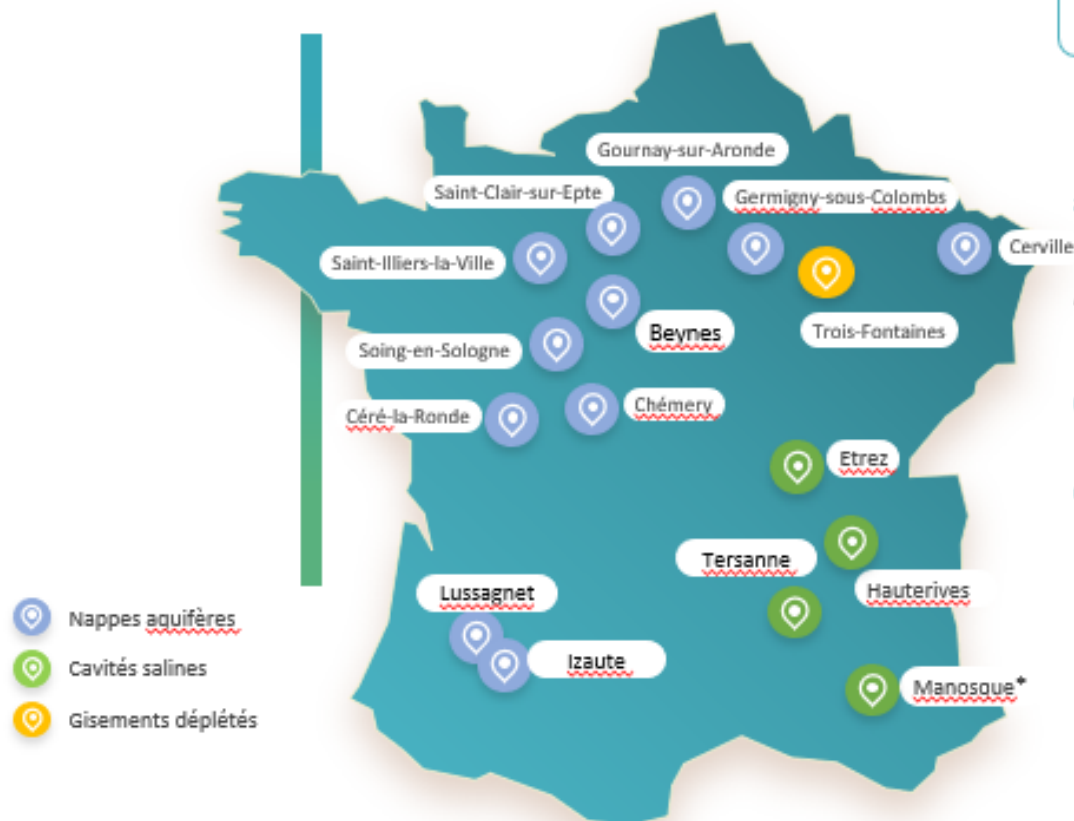 Gournay-sur-Aronde
Saint-Clair-sur-Epte
Germigny-sous-Colombs
Saint-Illiers-la-Ville
Cerville
Beynes
Trois-Fontaines
Soing-en-Sologne
Céré-la-Ronde
Chémery
Etrez
Tersanne
Hauterives
Lussagnet
Izaute
Manosque*
Nappes aquifères
Cavités salines
Gisements déplétés